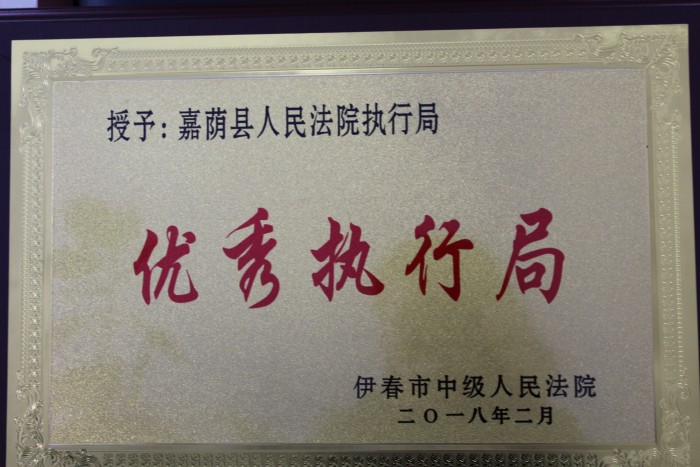 授予：嘉荫县人民法院执行局
优秀执行局
伊春市中级人民法院
二〇一八年二月